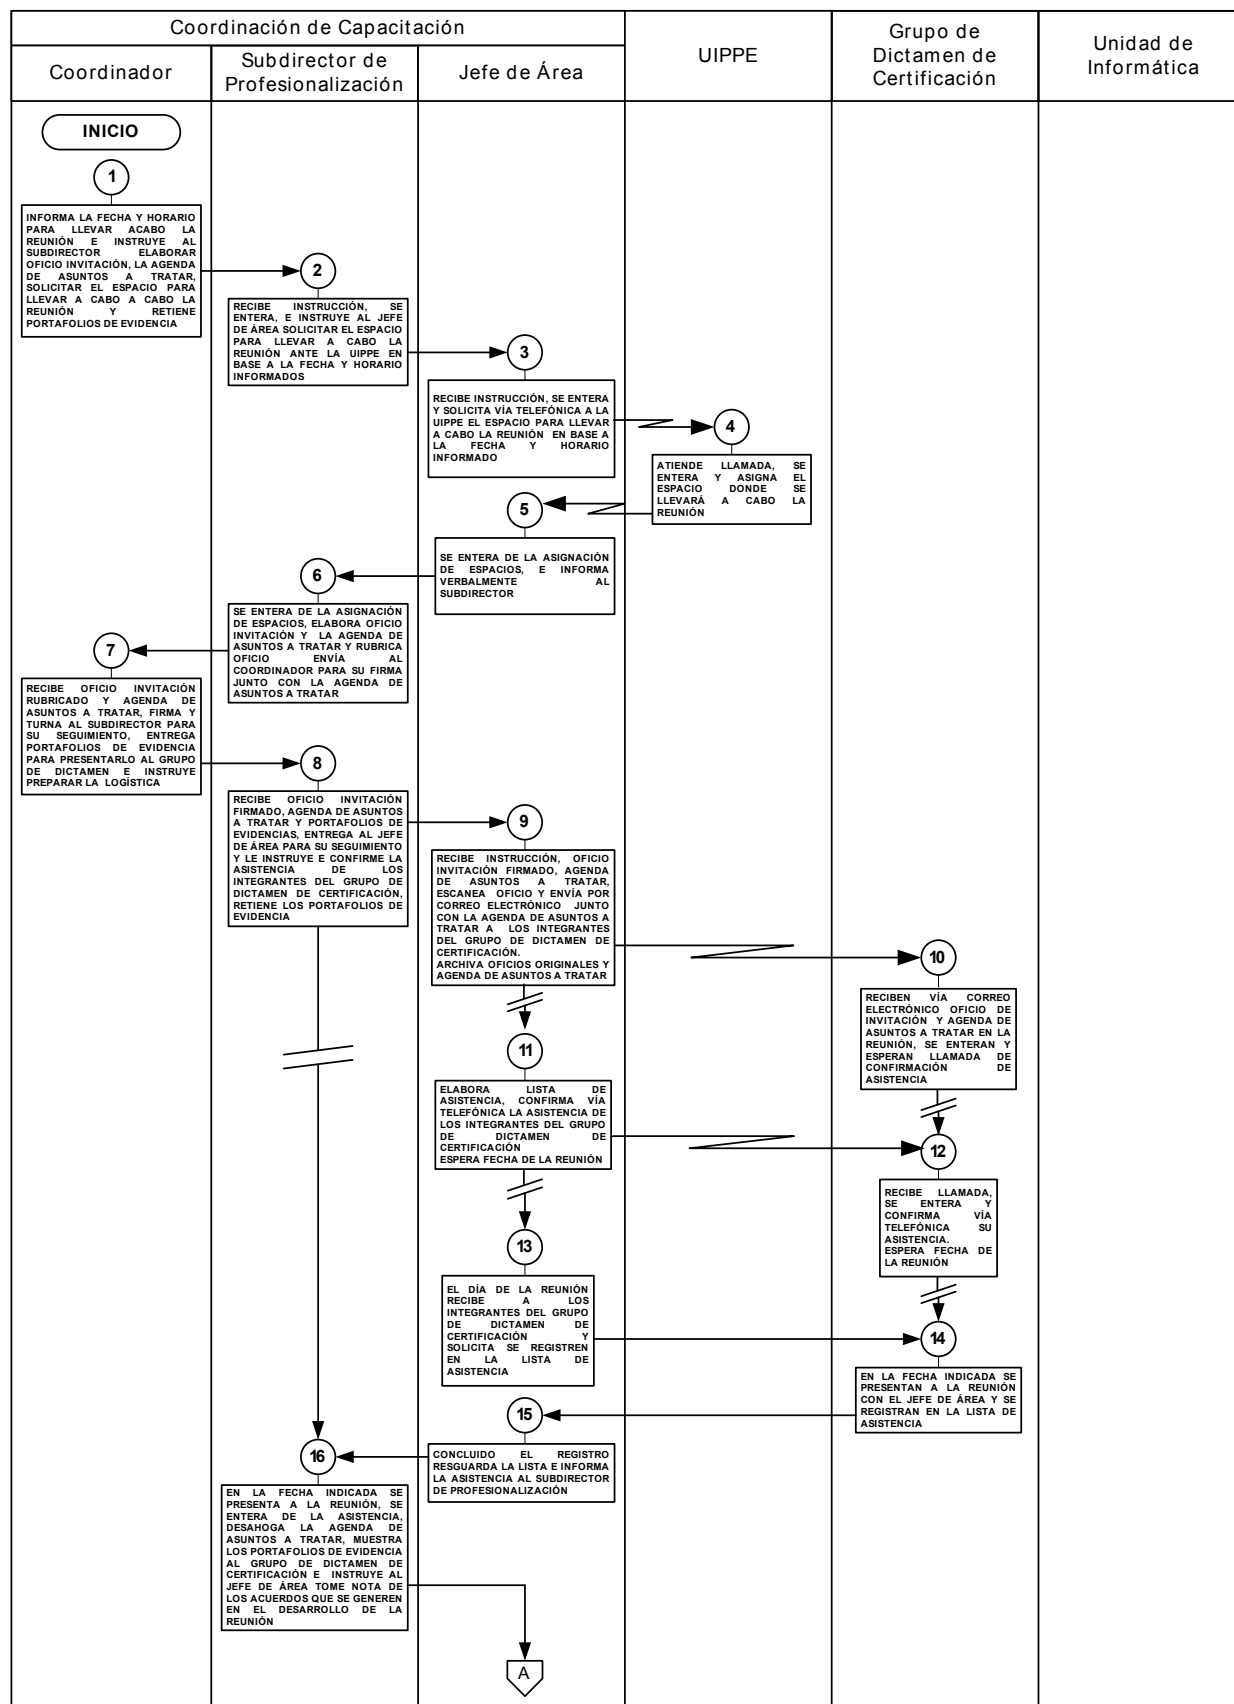 Coordinación de Capacitación
Coordinador
Subdirector de
Profesionalización
Jefe de Área
UIPPE
Grupo de
Dictamen de
Certificación
Unidad de
Informática
INICIO
1
INFORMA LA FECHA Y HORARIO
PARA LLEVAR ACABO LA
REUNIÓN E INSTRUYE AL
SUBDIRECTOR ELABORAR
OFICIO INVITACIÓN, LA AGENDA
DE ASUNTOS A TRATAR,
SOLICITAR EL ESPACIO PARA
LLEVAR A CABO A CABO LA
REUNIÓN Y RETIENE
PORTAFOLIOS DE EVIDENCIA
2
RECIBE INSTRUCCIÓN, SE
ENTERA, E INSTRUYE AL JEFE
DE ÁREA SOLICITAR EL ESPACIO
PARA LLEVAR A CABO LA
REUNIÓN ANTE LA UIPPE EN
BASE A LA FECHA Y HORARIO
INFORMADOS
3
RECIBE INSTRUCCIÓN, SE ENTERA
Y SOLICITA VÍA TELEFÓNICA A LA
UIPPE EL ESPACIO PARA LLEVAR
A CABO LA REUNIÓN EN BASE A
LA FECHA Y HORARIO
INFORMADO
4
ATIENDE LLAMADA, SE
ENTERA Y ASIGNA EL
ESPACIO DONDE SE
LLEVARÁ A CABO LA
REUNIÓN
5
SE ENTERA DE LA ASIGNACIÓN
DE ESPACIOS, E INFORMA
VERBALMENTE AL
SUBDIRECTOR
6
SE ENTERA DE LA ASIGNACIÓN
DE ESPACIOS, ELABORA OFICIO
INVITACIÓN Y LA AGENDA DE
ASUNTOS A TRATAR Y RUBRICA
OFICIO ENVÍA AL
COORDINADOR PARA SU FIRMA
JUNTO CON LA AGENDA DE
ASUNTOS A TRATAR
7
RECIBE OFICIO INVITACIÓN
RUBRICADO Y AGENDA DE
ASUNTOS A TRATAR, FIRMA Y
TURNA AL SUBDIRECTOR PARA
SU SEGUIMIENTO, ENTREGA
PORTAFOLIOS DE EVIDENCIA
PARA PRESENTARLO AL GRUPO
DE DICTAMEN E INSTRUYE
PREPARAR LA LOGÍSTICA
8
RECIBE OFICIO INVITACIÓN
FIRMADO, AGENDA DE ASUNTOS
A TRATAR Y PORTAFOLIOS DE
EVIDENCIAS, ENTREGA AL JEFE
DE ÁREA PARA SU SEGUIMIENTO
Y LE INSTRUYE E CONFIRME LA
ASISTENCIA DE LOS
INTEGRANTES DEL GRUPO DE
DICTAMEN DE CERTIFICACIÓN,
RETIENE LOS PORTAFOLIOS DE
EVIDENCIA
9
RECIBE INSTRUCCIÓN, OFICIO
INVITACIÓN FIRMADO, AGENDA
DE ASUNTOS A TRATAR,
ESCANEA OFICIO Y ENVÍA POR
CORREO ELECTRÓNICO JUNTO
CON LA AGENDA DE ASUNTOS A
TRATAR A LOS INTEGRANTES
DEL GRUPO DE DICTAMEN DE
CERTIFICACIÓN.
ARCHIVA OFICIOS ORIGINALES Y
AGENDA DE ASUNTOS A TRATAR
10
RECIBEN VÍA CORREO
ELECTRÓNICO OFICIO DE
INVITACIÓN Y AGENDA DE
ASUNTOS A TRATAR EN LA
REUNIÓN, SE ENTERAN Y
ESPERAN LLAMADA DE
CONFIRMACIÓN DE
ASISTENCIA
11
ELABORA LISTA DE
ASISTENCIA, CONFIRMA VÍA
TELEFÓNICA LA ASISTENCIA DE
LOS INTEGRANTES DEL GRUPO
DE DICTAMEN DE
CERTIFICACIÓN
ESPERA FECHA DE LA REUNIÓN
12
RECIBE LLAMADA,
SE ENTERA Y
CONFIRMA VÍA
TELEFÓNICA SU
ASISTENCIA.
ESPERA FECHA DE
LA REUNIÓN
13
EL DÍA DE LA REUNIÓN
RECIBE A LOS
INTEGRANTES DEL GRUPO
DE DICTAMEN DE
CERTIFICACIÓN Y
SOLICITA SE REGISTREN
EN LA LISTA DE
ASISTENCIA
14
EN LA FECHA INDICADA SE
PRESENTAN A LA REUNIÓN
CON EL JEFE DE ÁREA Y SE
REGISTRAN EN LA LISTA DE
ASISTENCIA
15
CONCLUIDO EL REGISTRO
RESGUARDA LA LISTA E INFORMA
LA ASISTENCIA AL SUBDIRECTOR
DE PROFESIONALIZACIÓN
16
EN LA FECHA INDICADA SE
PRESENTA A LA REUNIÓN, SE
ENTERA DE LA ASISTENCIA,
DESAHOGA LA AGENDA DE
ASUNTOS A TRATAR, MUESTRA
LOS PORTAFOLIOS DE EVIDENCIA
AL GRUPO DE DICTAMEN DE
CERTIFICACIÓN E INSTRUYE AL
JEFE DE ÁREA TOME NOTA DE
LOS ACUERDOS QUE SE GENEREN
EN EL DESARROLLO DE LA
REUNIÓN
A